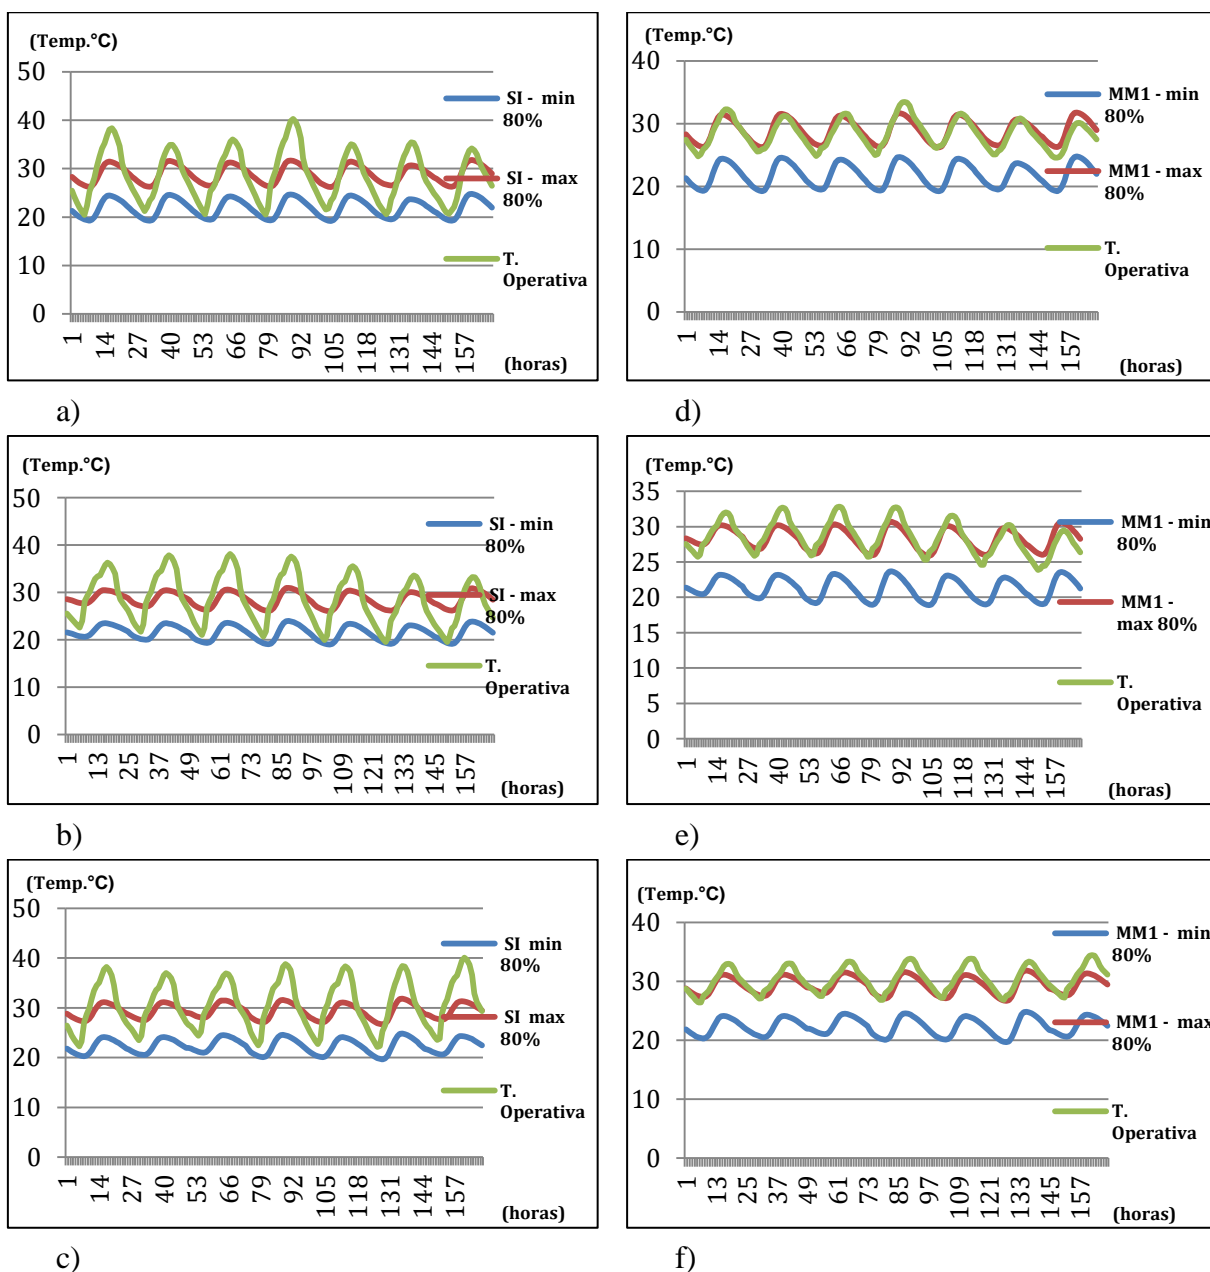 (Temp.°C)
50
40
30
20
10
0
1
14
27
40
53
66
79
92
105
118
131
144
157
(horas)
SI - min
80%
SI - max
80%
T.
Operativa
a)
(Temp.°C)
40
30
20
10
0
1
14
27
40
53
66
79
92
105
118
131
144
157
(horas)
MM1 - min
80%
MM1 - max
80%
T.
Operativa
d)
(Temp.°C)
50
40
30
20
10
0
1
13
25
37
49
61
73
85
97
109
121
133
145
157
(horas)
SI - min
80%
SI - max
80%
T.
Operativa
b)
(Temp.°C)
35
30
25
20
15
10
5
0
1
14
27
40
53
66
79
92
105
118
131
144
157
(horas)
MM1 - min
80%
MM1 -
max 80%
T.
Operativa
e)
(Temp.°C)
50
40
30
20
10
0
1
14
27
40
53
66
79
92
105
118
131
144
157
(horas)
SI min
80%
SI max
80%
T.
Operativa
c)
(Temp.°C)
40
30
20
10
0
1
13
25
37
49
61
73
85
97
109
121
133
145
157
(horas)
MM1 - min
80%
MM1 - max
80%
T.
Operativa
f)